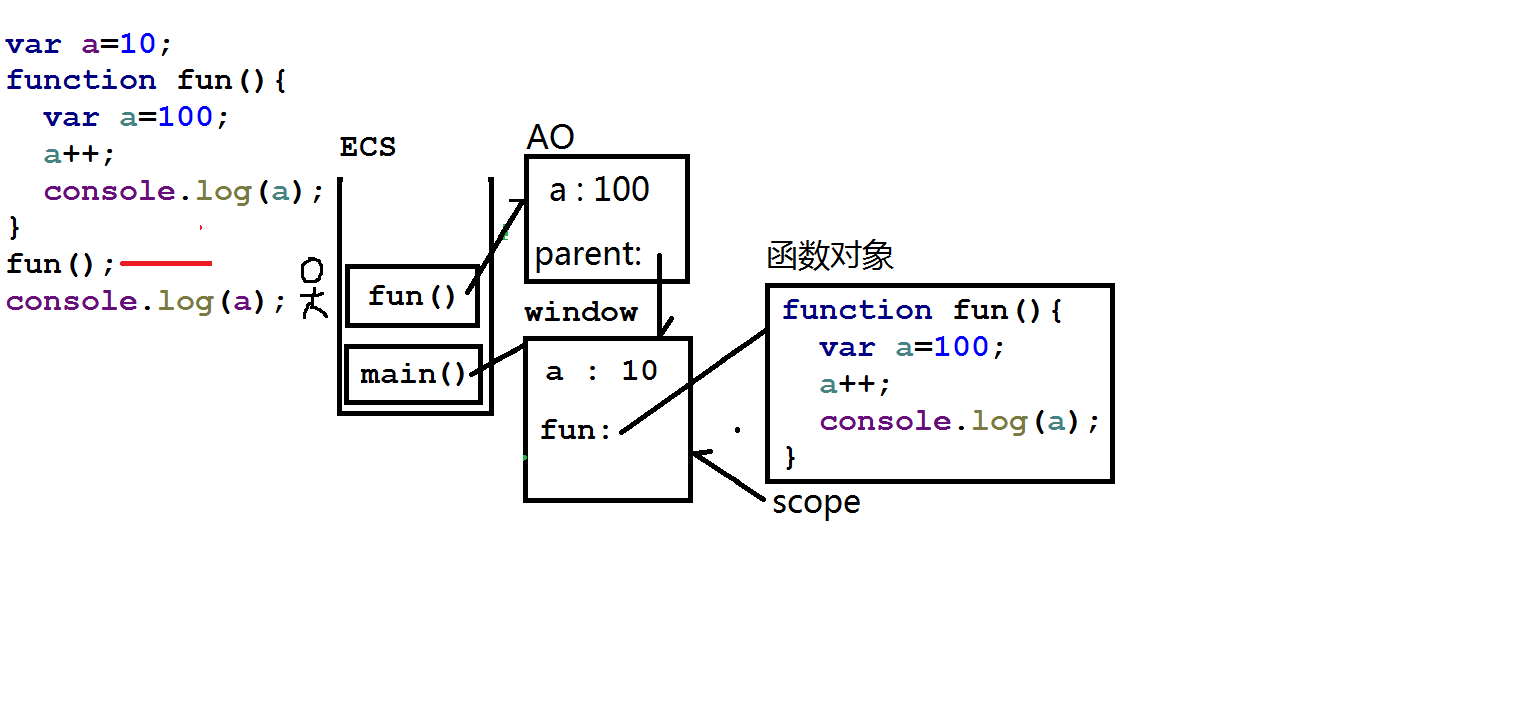 var a=10;
function fun(){
var a=100;
a++;
console.log(a);
}
fun();
console.log(a);
ECS
fun()
main()
AO
a : 100
parent:
window
a : 10
fun:
函数对象
function fun(){
var a=100;
a++;
console.log(a);
}
scope